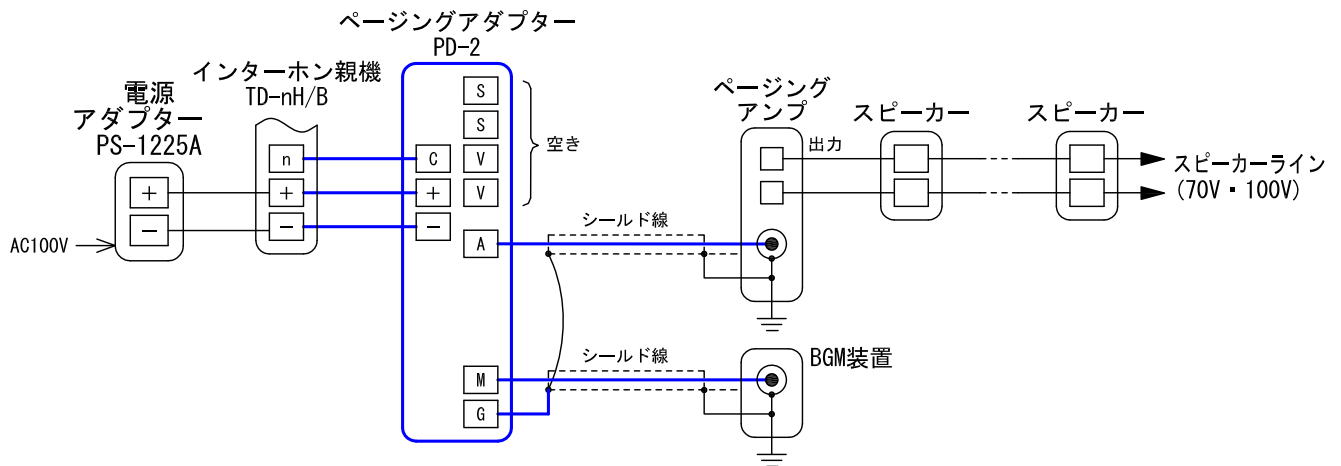 ページングアダプター
PD-2
インターホン親機
TD-nH/B
電源
アダプター
PS-1225A
ページング
アンプ
スピーカー
スピーカー
S
S
V
V
空き
n
+
−
C
+
−
A
+
−
AC100V
出力
スピーカーライン
(70V・100V)
シールド線
シールド線
M
G
BGM装置